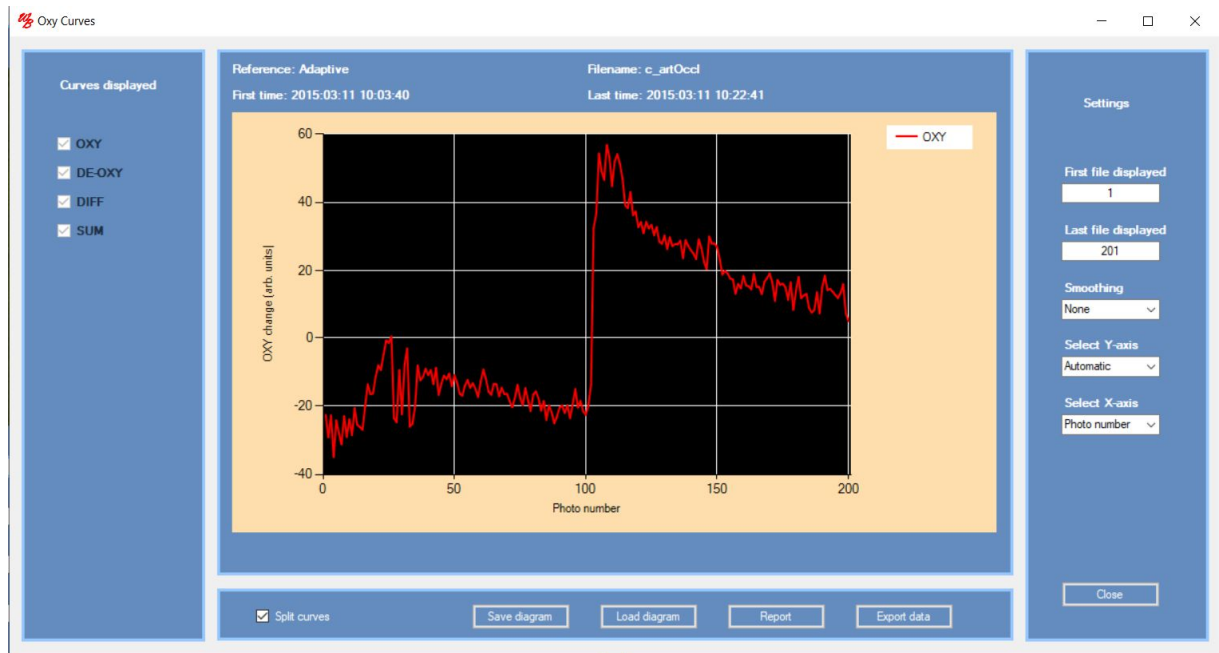 Oxy Curves
Curves displayed
OXY
DE-OXY
DIFF
SUM
Reference: Adaptive
Filename: c_artOccl
First time: 2015:03:11 10:03:40
Last time: 2015:03:11 10:22:41
OXY change [arb. units]
60
40
20
0
-20
-40
0
50
100
150
200
Photo number
OXY
Split curves
Save diagram
Load diagram
Report
Export data
Settings
First file displayed
1
Last file displayed
201
Smoothing
None
Select Y-axis
Automatic
Select X-axis
Photo number
Close